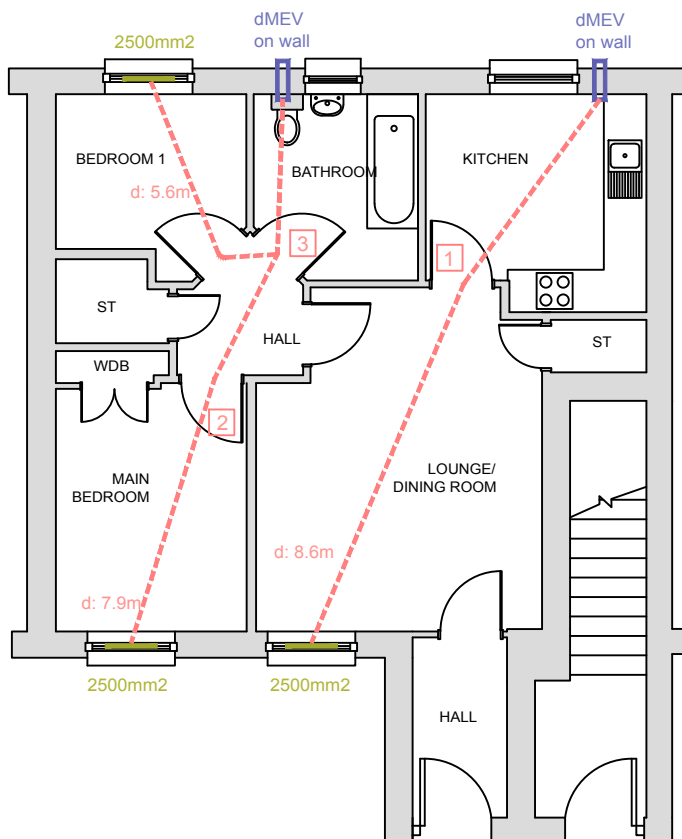 dMEV
on wall
dMEV
on wall
2500mm2
BEDROOM 1
BATHROOM
KITCHEN
d: 5.6m
3
1
ST
HALL
ST
WDB
2
MAIN
BEDROOM
LOUNGE/
DINING ROOM
d: 8.6m
d: 7.9m
2500mm2
2500mm2
HALL